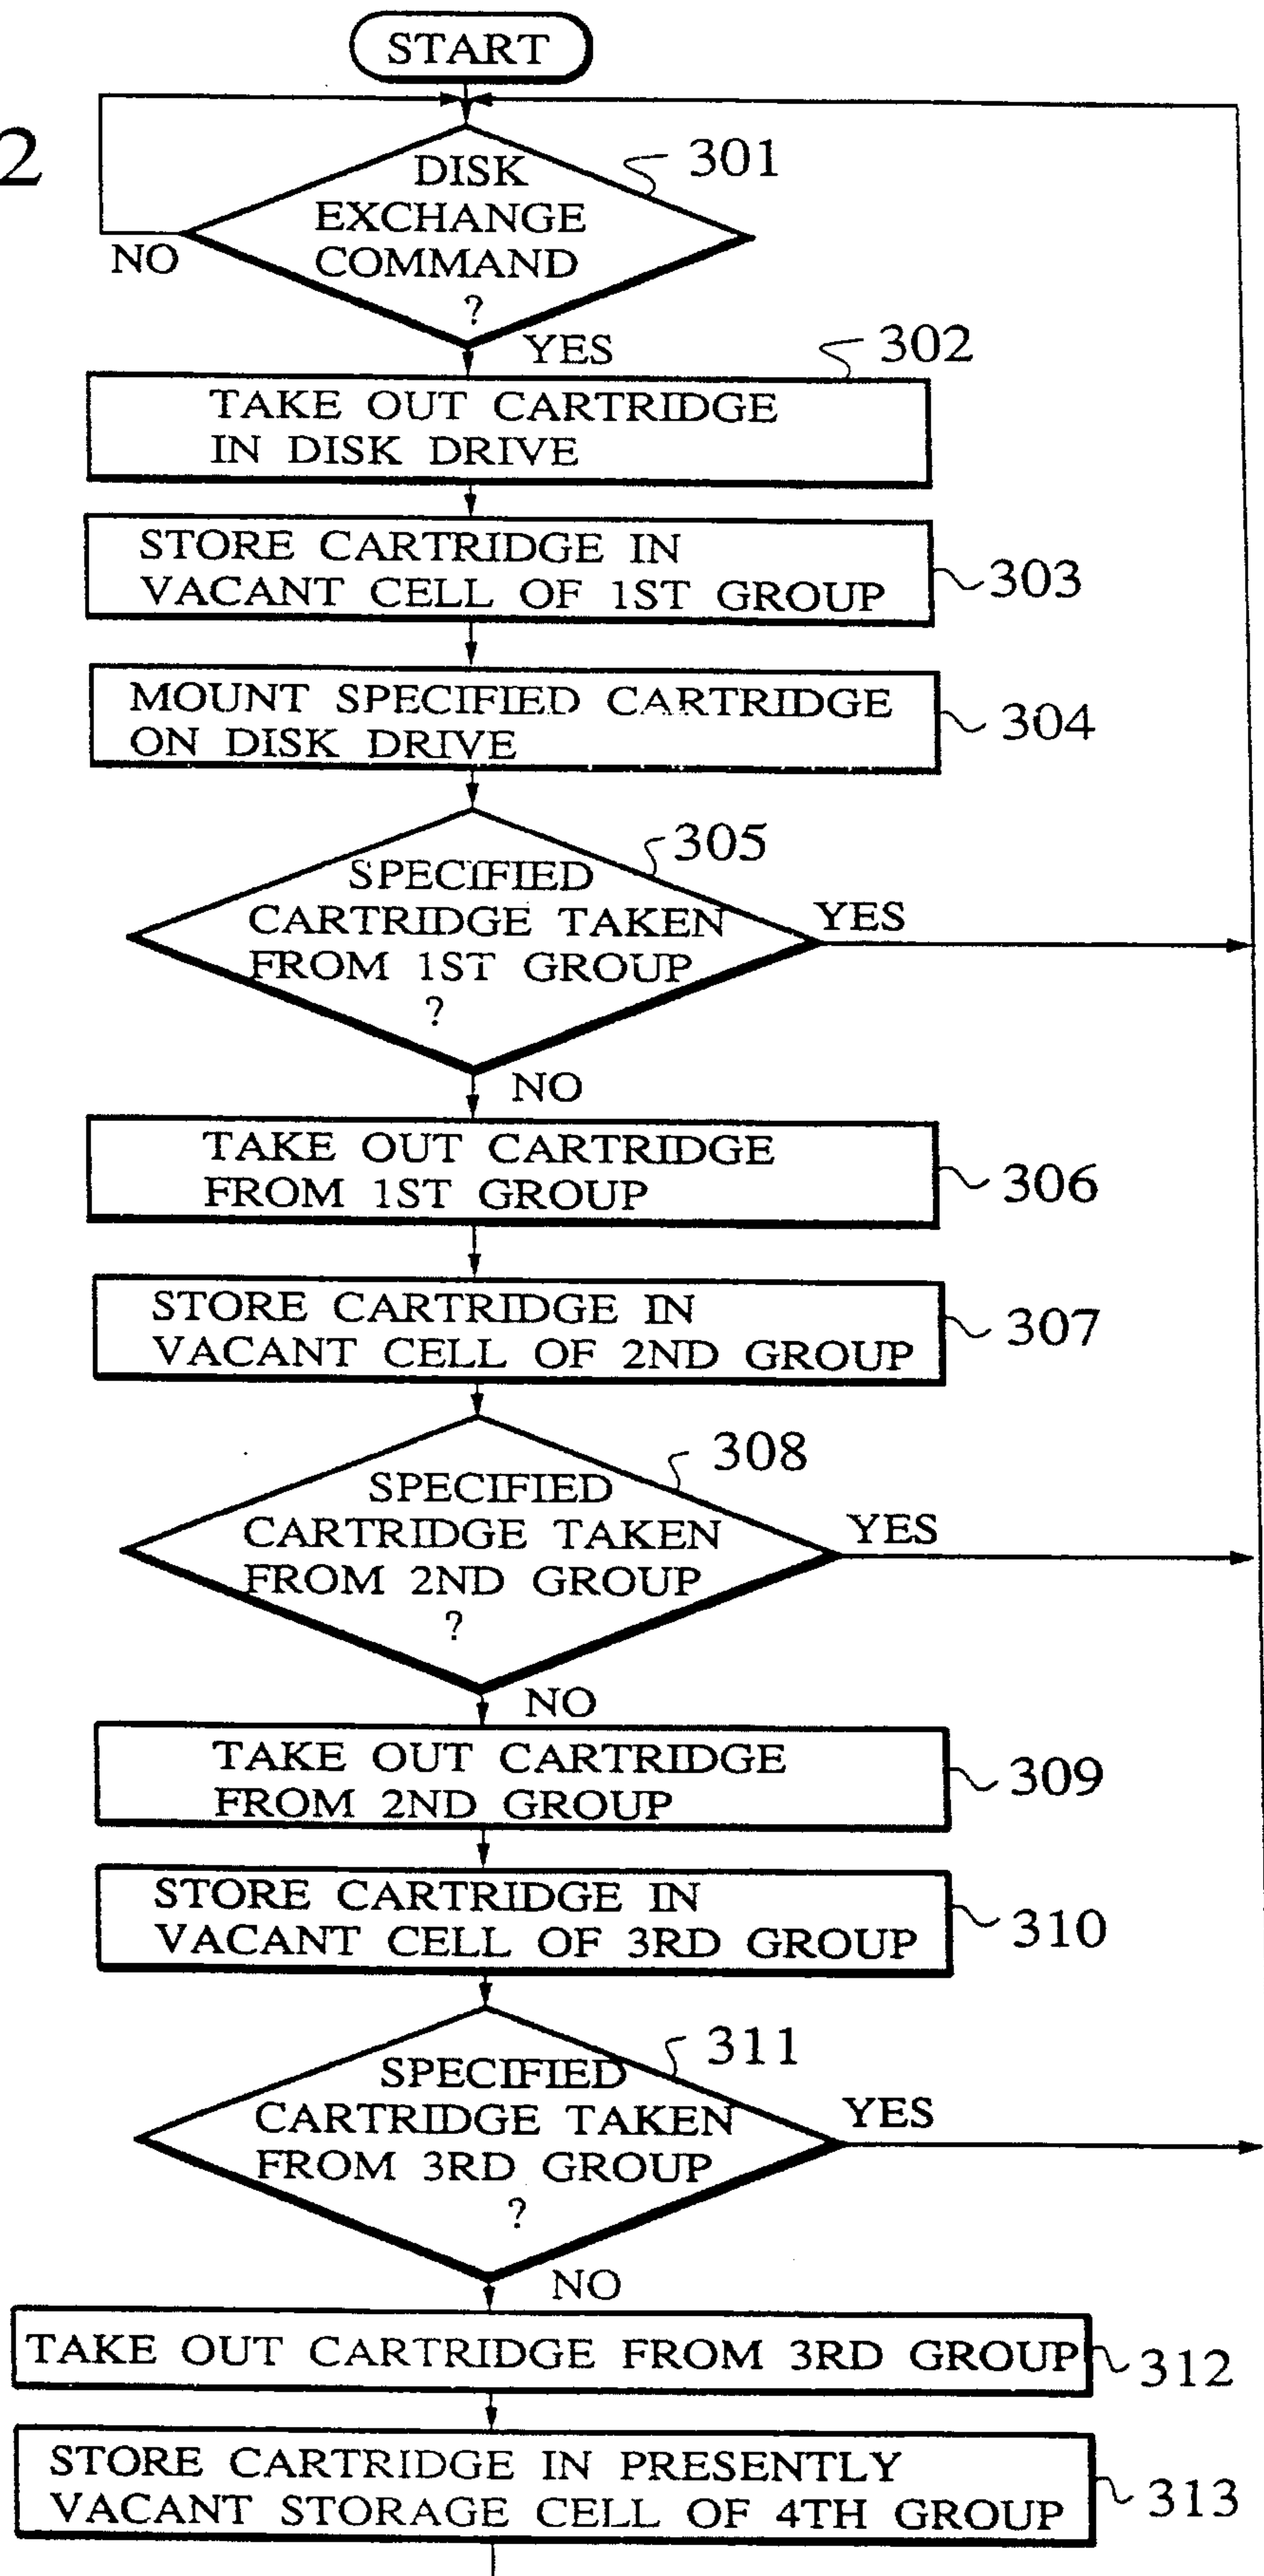 START
2
DISK
EXCHANGE
COMMAND
?
301
NO
YES
302
TAKE OUT CARTRIDGE
IN DISK DRIVE
STORE CARTRIDGE IN
VACANT CELL OF 1ST GROUP
303
MOUNT SPECIFIED CARTRIDGE
ON DISK DRIVE
304
305
SPECIFIED
CARTRIDGE TAKEN
FROM 1ST GROUP
?
YES
NO
TAKE OUT CARTRIDGE
FROM 1ST GROUP
306
STORE CARTRIDGE IN
VACANT CELL OF 2ND GROUP
307
308
SPECIFIED
CARTRIDGE TAKEN
FROM 2ND GROUP
?
YES
NO
TAKE OUT CARTRIDGE
FROM 2ND GROUP
309
STORE CARTRIDGE IN
VACANT CELL OF 3RD GROUP
310
311
SPECIFIED
CARTRIDGE TAKEN
FROM 3RD GROUP
?
YES
NO
TAKE OUT CARTRIDGE FROM 3RD GROUP
312
STORE CARTRIDGE IN PRESENTLY
VACANT STORAGE CELL OF 4TH GROUP
313